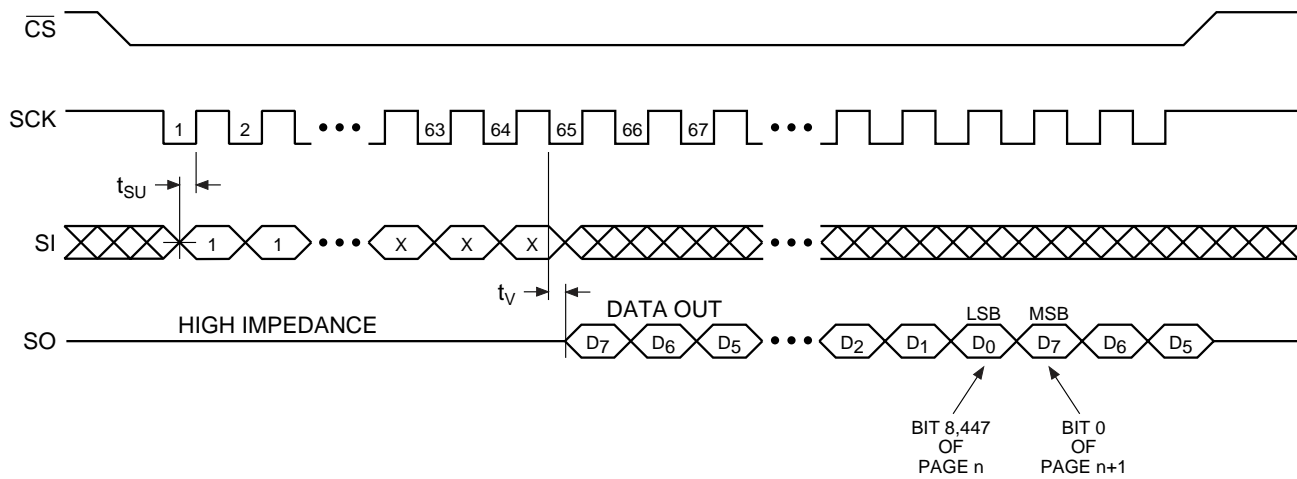 CS
SCK 1 2 • • • 63 64 65 66 67 • • •
tSU
SI 1 1 • • • X X X • • •
tV
HIGH IMPEDANCE DATA OUT LSB MSB
SO D7 D6 D5 • • • D2 D1 D0 D7 D6 D5
BIT 8,447
OF
PAGE n
BIT 0
OF
PAGE n+1